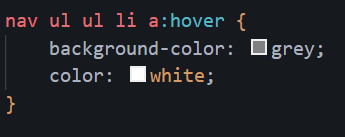 nav ul ul li a:hover {
    background-color: grey;
    color: white;
}